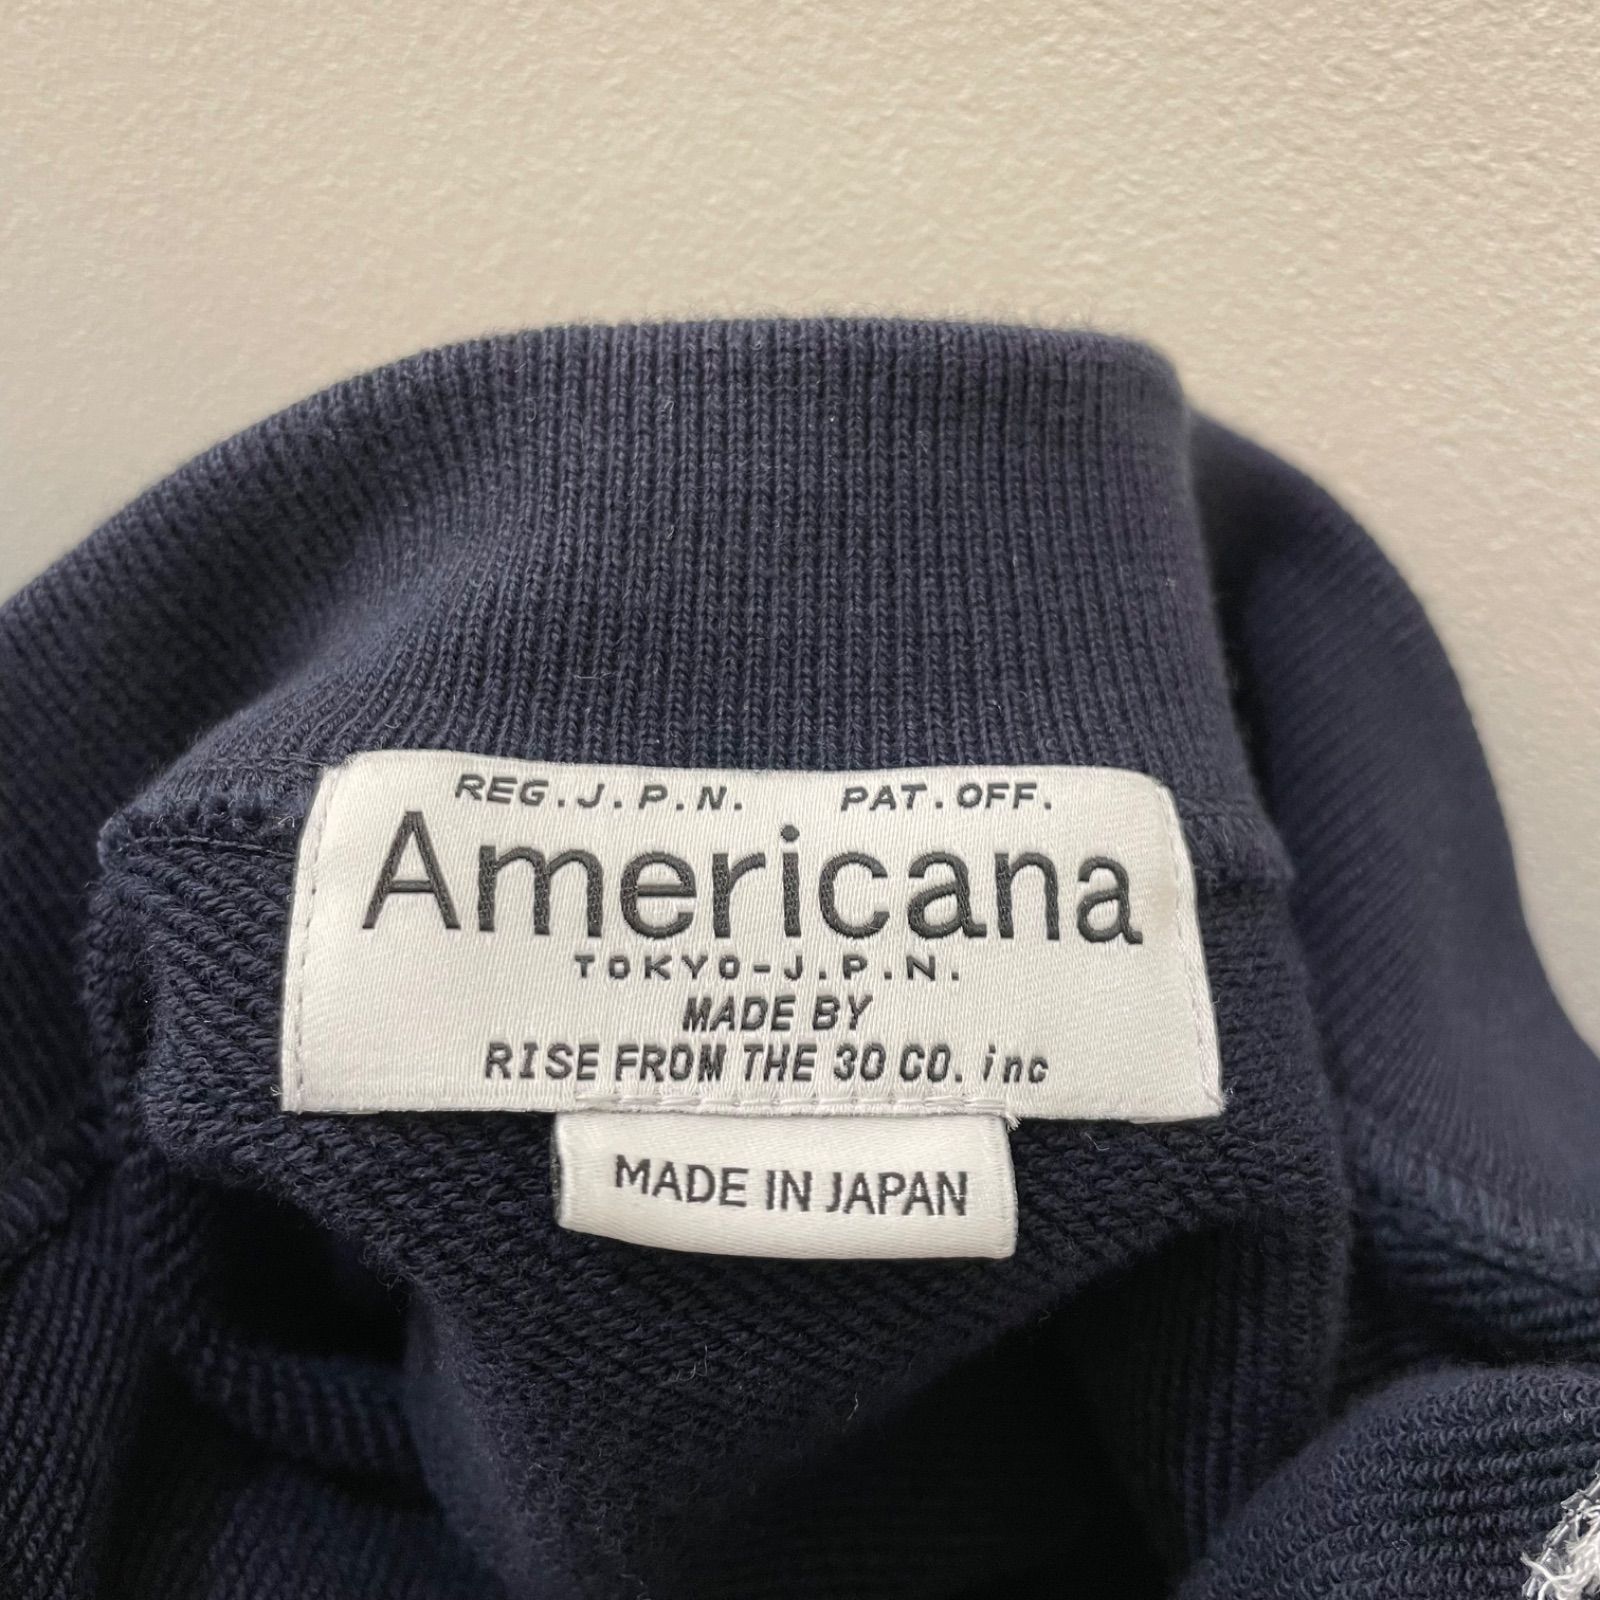 REG.J.P.N. PAT.OFF.
Americana
TOKYO-J.P.N.
MADE BY
RISE FROM THE 30 CO. inc
MADE IN JAPAN